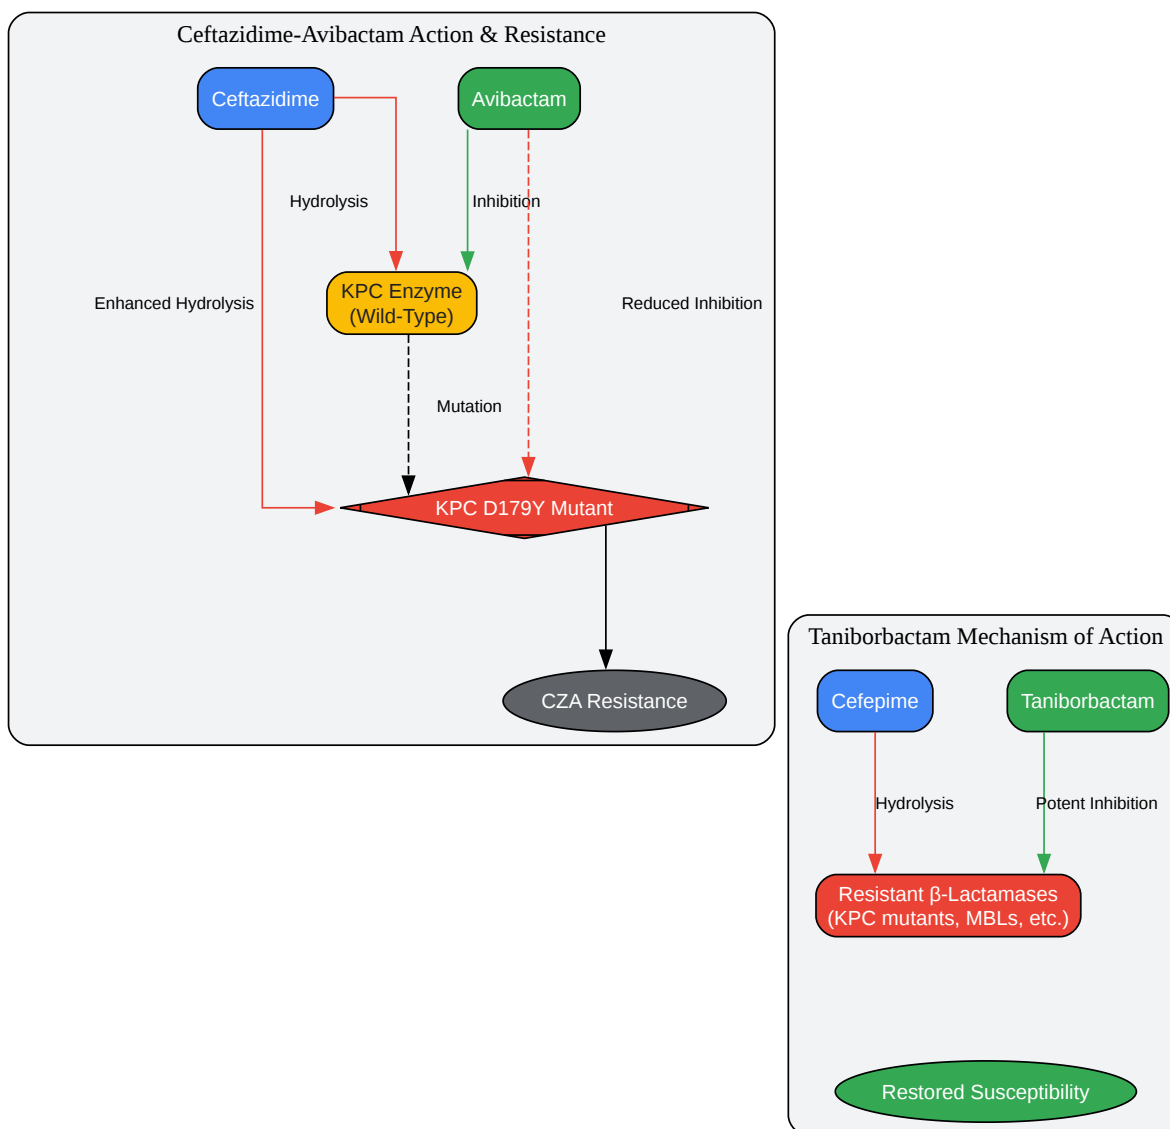 Ceftazidime-Avibactam Action & Resistance
Ceftazidime
Avibactam
Hydrolysis
Inhibition
KPC Enzyme
(Wild-Type)
Enhanced Hydrolysis
Reduced Inhibition
Mutation
KPC D179Y Mutant
CZA Resistance
Taniborbactam Mechanism of Action
Cefepime
Taniborbactam
Hydrolysis
Potent Inhibition
Resistant β-Lactamases
(KPC mutants, MBLs, etc.)
Restored Susceptibility